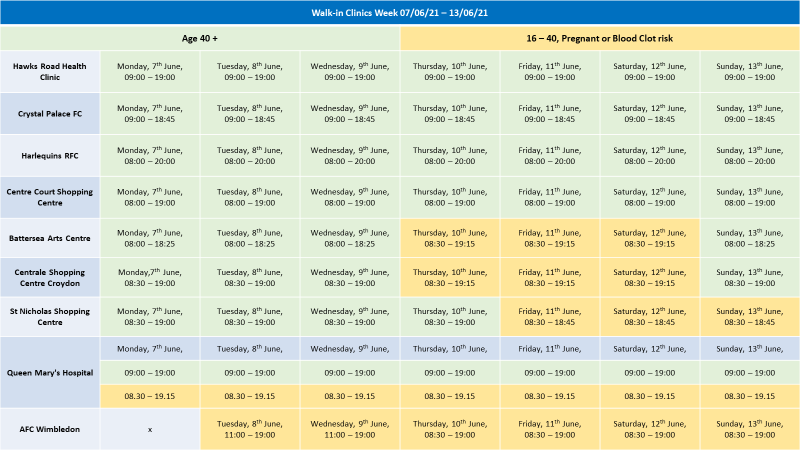 Walk-in Clinics Week 07/06/21 – 13/06/21
Age 40 +
16 – 40, Pregnant or Blood Clot risk
Hawks Road Health
Clinic
Monday, 7th June,
09:00 – 19:00
Tuesday, 8th June,
09:00 – 19:00
Wednesday, 9th June,
09:00 – 19:00
Thursday, 10th June,
09:00 – 19:00
Friday, 11th June,
09:00 – 19:00
Saturday, 12th June,
09:00 – 19:00
Sunday, 13th June,
09:00 – 19:00
Crystal Palace FC
Monday, 7th June,
09:00 – 18:45
Tuesday, 8th June,
09:00 – 18:45
Wednesday, 9th June,
09:00 – 18:45
Thursday, 10th June,
09:00 – 18:45
Friday, 11th June,
09:00 – 18:45
Saturday, 12th June,
09:00 – 18:45
Sunday, 13th June,
09:00 – 18:45
Harlequins RFC
Monday, 7th June,
08:00 – 20:00
Tuesday, 8th June,
08:00 – 20:00
Wednesday, 9th June,
08:00 – 20:00
Thursday, 10th June,
08:00 – 20:00
Friday, 11th June,
08:00 – 20:00
Saturday, 12th June,
08:00 – 20:00
Sunday, 13th June,
08:00 – 20:00
Centre Court Shopping
Centre
Monday, 7th June,
08:00 – 19:00
Tuesday, 8th June,
08:00 – 19:00
Wednesday, 9th June,
08:00 – 19:00
Thursday, 10th June,
08:00 – 19:00
Friday, 11th June,
08:00 – 19:00
Saturday, 12th June,
08:00 – 19:00
Sunday, 13th June,
08:00 – 19:00
Battersea Arts Centre
Monday, 7th June,
08:00 – 18:25
Tuesday, 8th June,
08:00 – 18:25
Wednesday, 9th June,
08:00 – 18:25
Thursday, 10th June,
08:30 – 19:15
Friday, 11th June,
08:30 – 19:15
Saturday, 12th June,
08:30 – 19:15
Sunday, 13th June,
08:00 – 18:25
Centrale Shopping
Centre Croydon
Monday,7th June,
08:30 – 19:00
Tuesday, 8th June,
08:30 – 19:00
Wednesday, 9th June,
08:30 – 19:00
Thursday, 10th June,
08:30 – 19:15
Friday, 11th June,
08:30 – 19:15
Saturday, 12th June,
08:30 – 19:15
Sunday, 13th June,
08:30 – 19:00
St Nicholas Shopping
Centre
Monday, 7th June,
08:30 – 19:00
Tuesday, 8th June,
08:30 – 19:00
Wednesday, 9th June,
08:30 – 19:00
Thursday, 10th June,
08:30 – 19:00
Friday, 11th June,
08:30 – 18:45
Saturday, 12th June,
08:30 – 18:45
Sunday, 13th June,
08:30 – 18:45
Queen Mary's Hospital
Monday, 7th June,
Tuesday, 8th June,
Wednesday, 9th June,
Thursday, 10th June,
Friday, 11th June,
Saturday, 12th June,
Sunday, 13th June,
09:00 – 19:00
09:00 – 19:00
09:00 – 19:00
09:00 – 19:00
09:00 – 19:00
09:00 – 19:00
09:00 – 19:00
08.30 – 19.15
08.30 – 19.15
08.30 – 19.15
08.30 – 19.15
08.30 – 19.15
08.30 – 19.15
08.30 – 19.15
AFC Wimbledon
x
Tuesday, 8th June,
11:00 – 19:00
Wednesday, 9th June,
11:00 – 19:00
Thursday, 10th June,
08:30 – 19:00
Friday, 11th June,
08:30 – 19:00
Saturday, 12th June,
08:30 – 19:00
Sunday, 13th June,
08:30 – 19:00